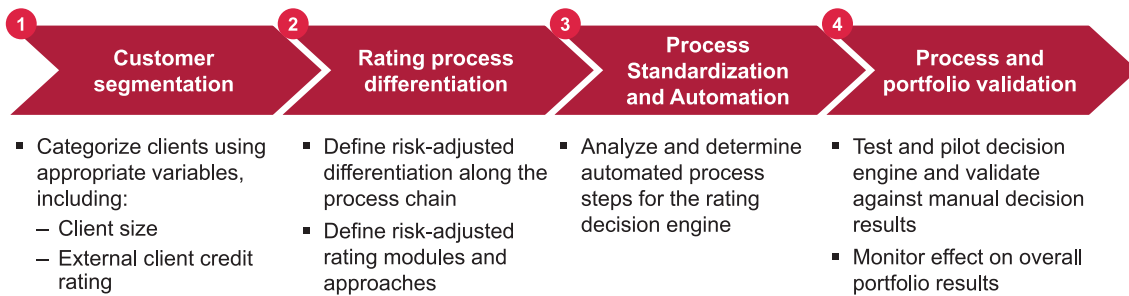 1
Customer
segmentation
▪ Categorize clients using
appropriate variables,
including:
– Client size
– External client credit
rating
2
Rating process
differentiation
▪ Define risk-adjusted
differentiation along the
process chain
▪ Define risk-adjusted
rating modules and
approaches
3
Process
Standardization
and Automation
▪ Analyze and determine
automated process
steps for the rating
decision engine
4
Process and
portfolio validation
▪ Test and pilot decision
engine and validate
against manual decision
results
▪ Monitor effect on overall
portfolio results